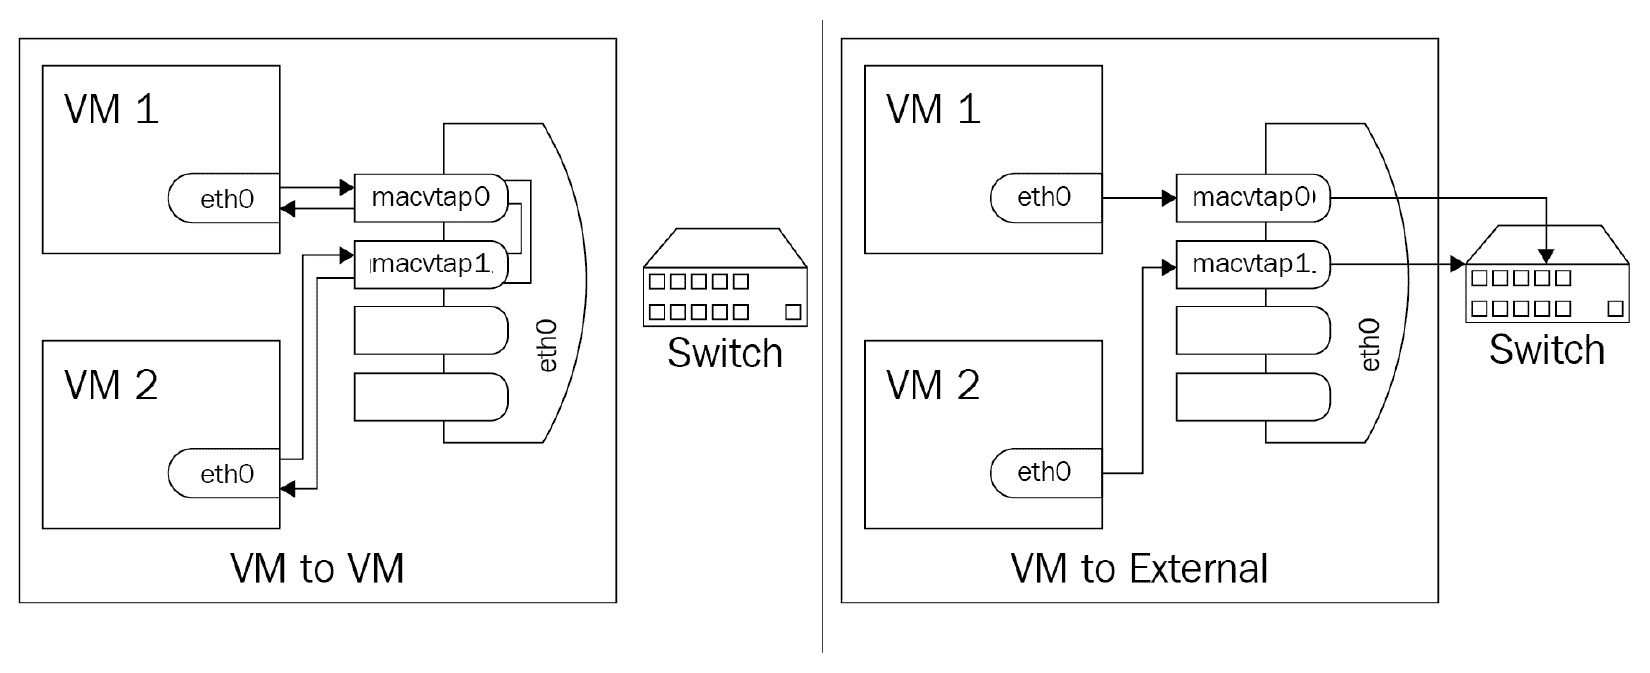 VM 1
eth0
macvtap0
macvtap1
eth0
VM 2
eth0
Switch
VM to VM
VM 1
eth0
macvtap0
macvtap1
eth0
VM 2
eth0
Switch
VM to External